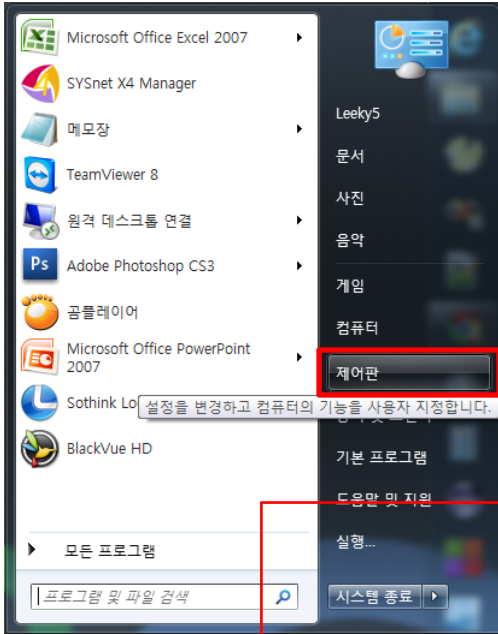 Microsoft Office Excel 2007
SYSnet X4 Manager
메모장
TeamViewer 8
원격 데스크톱 연결
Ps Adobe Photoshop CS3
곰플레이어
Microsoft Office PowerPoint
2007
Sothink Lo
BlackVue HD
모든 프로그램
프로그램 및 파일 검색
Leeky5
문서
사진
음악
게임
컴퓨터
제어판
설정을 변경하고 컴퓨터의 기능을 사용자 지정합니다.
기본 프로그램
도움말 및 지원
실행...
시스템 종료